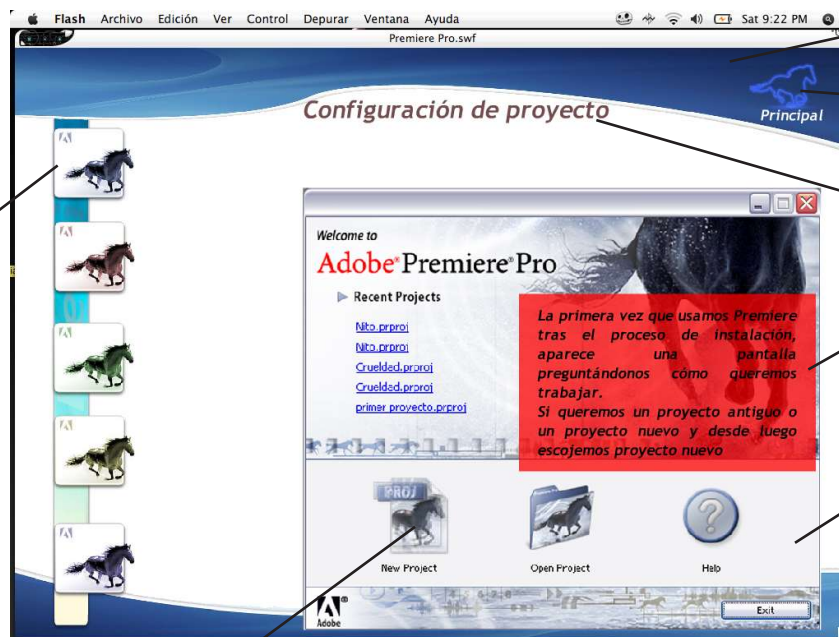 Flash Archivo Edición Ver Control Depurar Ventana Ayuda Sat 9:22 PM
Premiere Pro.swf
Configuración de proyecto
Principal
Welcome to
Adobe® Premiere® Pro
Recent Projects
Nito.prproj
Nito.prproj
Crueldad.prproj
Crueldad.prproj
primer proyecto.prproj
La primera vez que usamos Premiere
tras el proceso de instalación,
aparece una pantalla
preguntándonos cómo queremos
trabajar.
Si queremos un proyecto antiguo o
un proyecto nuevo y desde luego
escojemos proyecto nuevo
PROJ
New Project Open Project Help
Adobe
Exit